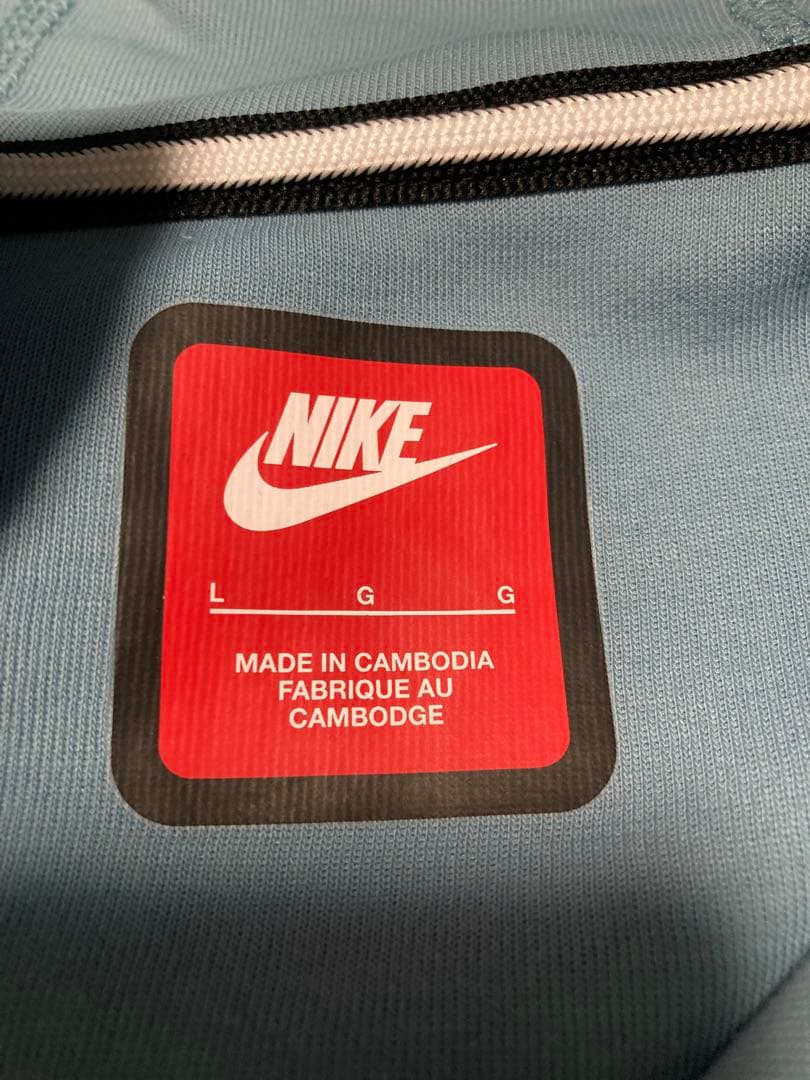 NIKE
L G G
MADE IN CAMBODIA
FABRIQUE AU
CAMBODGE